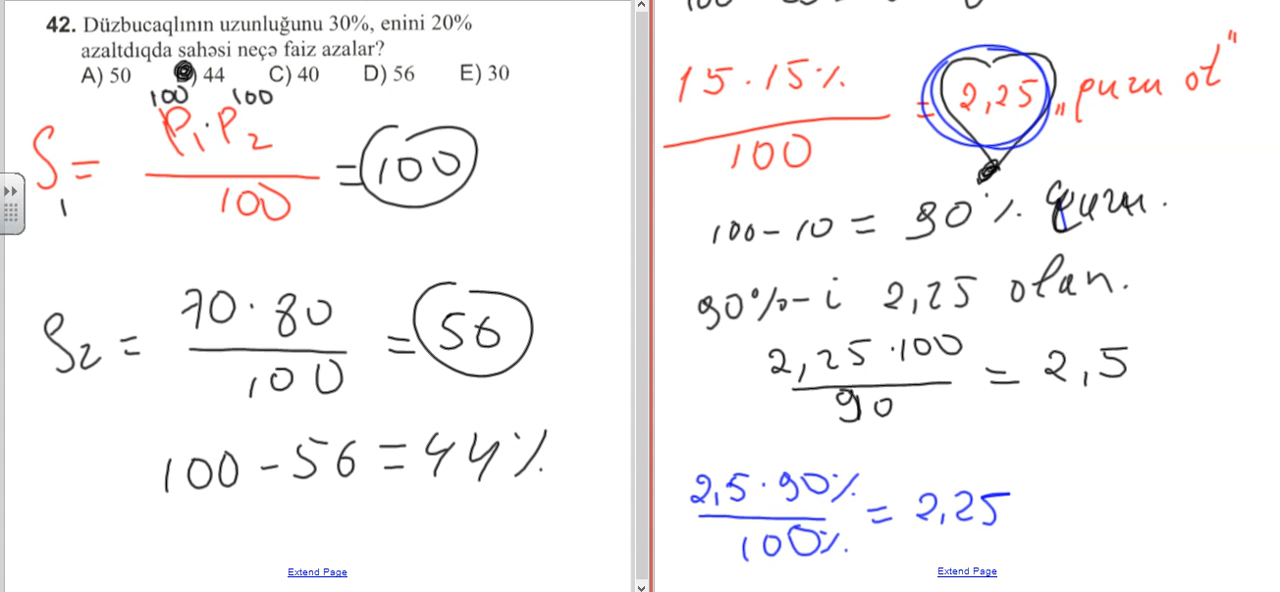 42. Düzbucaqlının uzunluğunu 30%, enini 20%
azaltdıqda sahəsi neçə faiz azalar?
A) 50 ) 44 C) 40 D) 56 E) 30
100 100
S1 = P1·P2 / 100 = 100
S2 = 70·80 / 100 = 56
100 - 56 = 44%
Extend Page
15·15% / 100 = 2,25 „quru ot"
100 - 10 = 90% quru.
90%-i 2,25 olan.
2,25·100 / 90 = 2,5
2,5·90% / 100% = 2,25
Extend Page